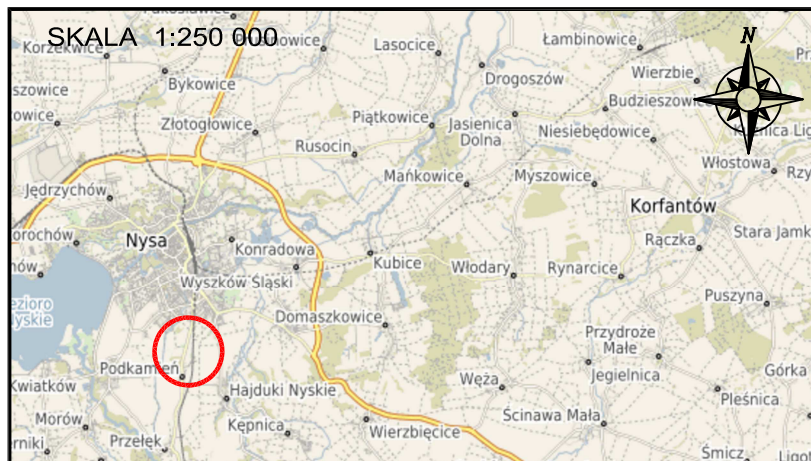 SKALA 1:250 000
N
Korzekwice
Lasocice
Łambinowice
Bykowice
Drogoszów
Wierzbie
Budzieszow
Złotogłowice
Piątkowice
Jasienica
Dolna
Niesiebędowice
Rusocin
Włostowa
Jędrzychów
Mańkowice
Myszowice
Korfantów
Nysa
Konradowa
Rączka
Stara Jamk
Kubice
Włodary
Rynarcice
Wyszków Śląski
Puszyna
Domaszkowice
Przydroże
Małe
Podkamień
Jegielnica
Górka
Kwiatków
Hajduki Nyskie
Węża
Pleśnica
Morów
Kępnica
Ścinawa Mała
Przełęk
Wierzbięcice
Śmicz